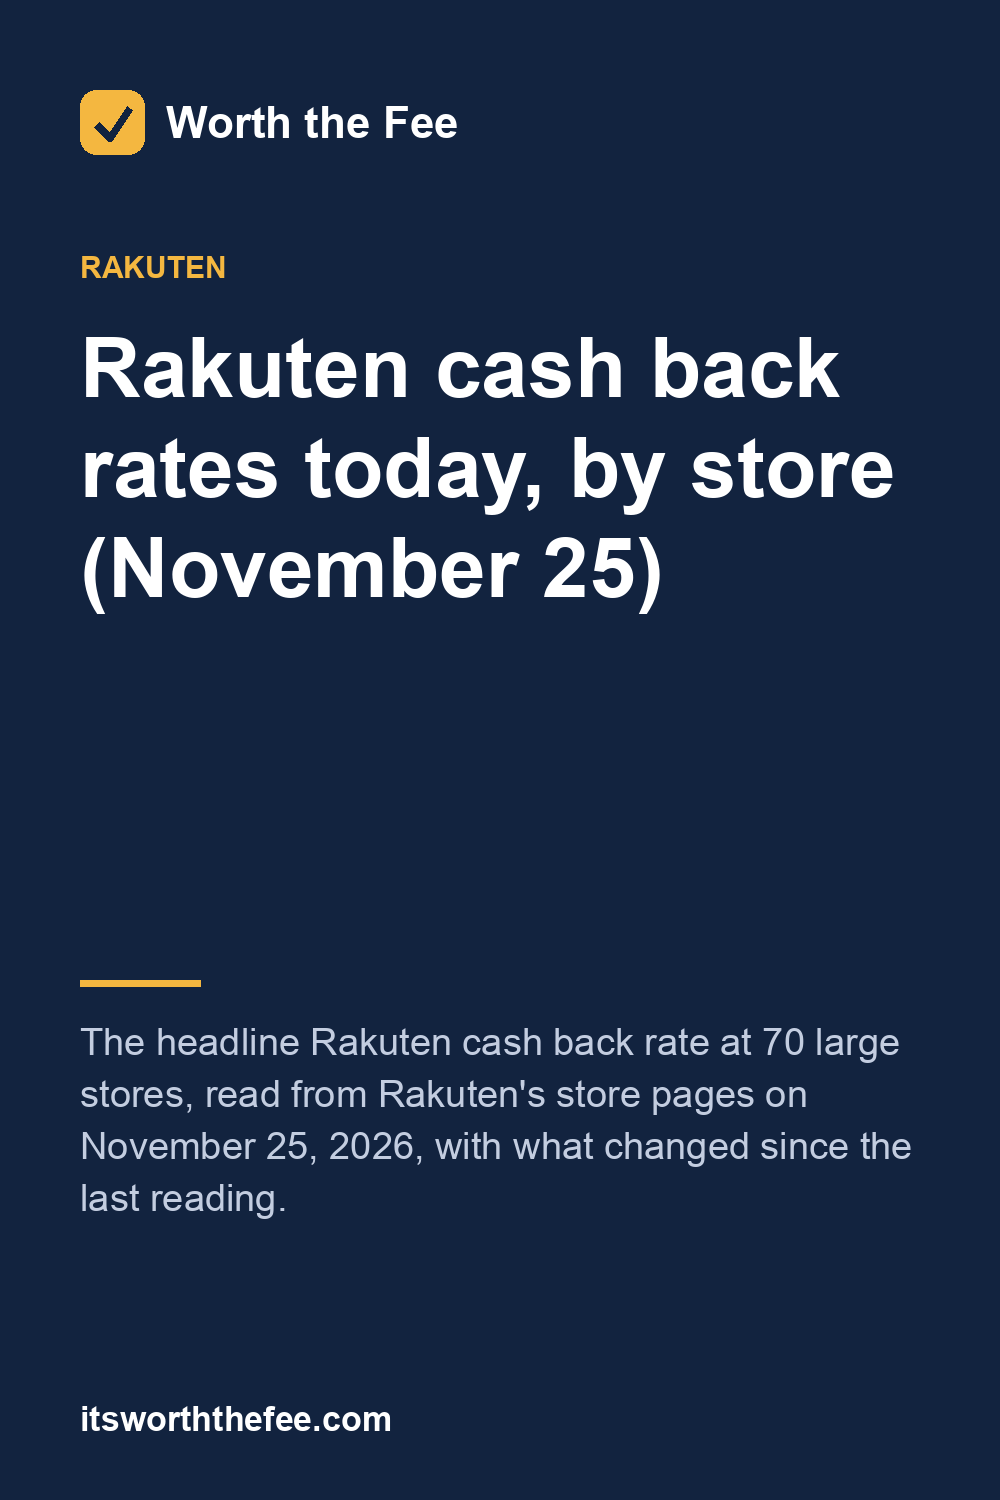 Worth the Fee
RAKUTEN
Rakuten cash back
rates today, by store
(November 25)
The headline Rakuten cash back rate at 70 large
stores, read from Rakuten's store pages on
November 25, 2026, with what changed since the
last reading.
itsworththefee.com